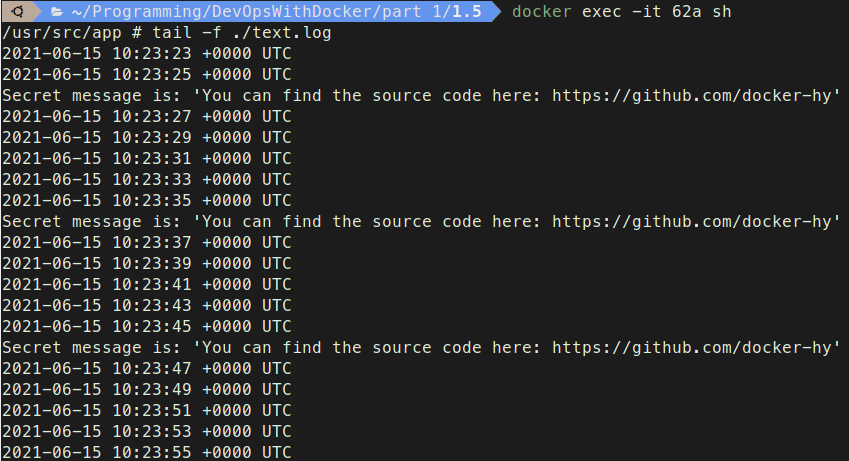 ~/Programming/DevOpsWithDocker/part 1/1.5 docker exec -it 62a sh
/usr/src/app # tail -f ./text.log
2021-06-15 10:23:23 +0000 UTC
2021-06-15 10:23:25 +0000 UTC
Secret message is: 'You can find the source code here: https://github.com/docker-hy'
2021-06-15 10:23:27 +0000 UTC
2021-06-15 10:23:29 +0000 UTC
2021-06-15 10:23:31 +0000 UTC
2021-06-15 10:23:33 +0000 UTC
2021-06-15 10:23:35 +0000 UTC
Secret message is: 'You can find the source code here: https://github.com/docker-hy'
2021-06-15 10:23:37 +0000 UTC
2021-06-15 10:23:39 +0000 UTC
2021-06-15 10:23:41 +0000 UTC
2021-06-15 10:23:43 +0000 UTC
2021-06-15 10:23:45 +0000 UTC
Secret message is: 'You can find the source code here: https://github.com/docker-hy'
2021-06-15 10:23:47 +0000 UTC
2021-06-15 10:23:49 +0000 UTC
2021-06-15 10:23:51 +0000 UTC
2021-06-15 10:23:53 +0000 UTC
2021-06-15 10:23:55 +0000 UTC